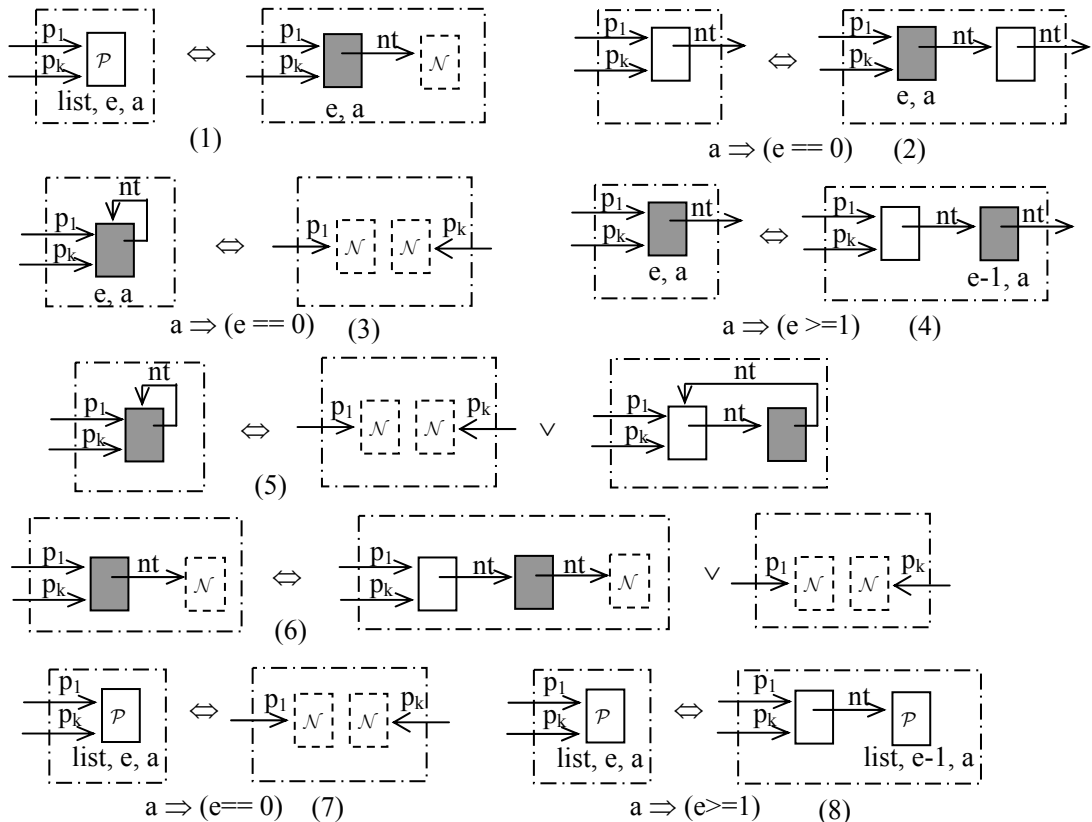 p1 pk 𝒫 list, e, a ⇔ p1 pk nt 𝒩 e, a
(1)
p1 pk nt ⇔ p1 pk nt nt e, a
a ⇒ (e == 0) (2)
nt p1 pk e, a ⇔ p1 𝒩 𝒩 pk
a ⇒ (e == 0) (3)
p1 pk nt e, a ⇔ p1 pk nt nt e-1, a
a ⇒ (e >=1) (4)
nt p1 pk ⇔ p1 𝒩 𝒩 pk ∨ nt p1 pk nt
(5)
p1 pk nt 𝒩 ⇔ p1 pk nt nt 𝒩 ∨ p1 𝒩 𝒩 pk
(6)
p1 pk 𝒫 list, e, a ⇔ p1 𝒩 𝒩 pk
a ⇒ (e== 0) (7)
p1 pk 𝒫 list, e, a ⇔ p1 pk nt 𝒫 list, e-1, a
a ⇒ (e>=1) (8)